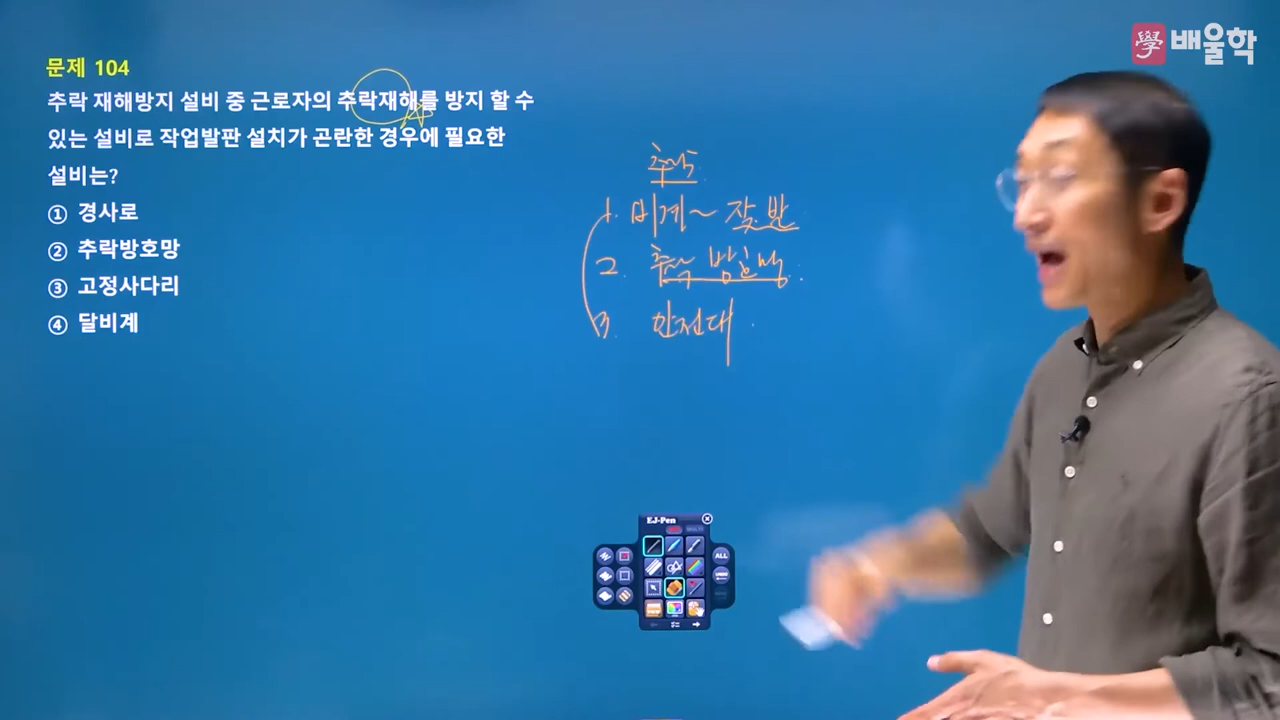 學 배울학
문제 104
추락 재해방지 설비 중 근로자의 추락재해를 방지 할 수
있는 설비로 작업발판 설치가 곤란한 경우에 필요한
설비는?
① 경사로
② 추락방호망
③ 고정사다리
④ 달비계
추락
1. 비계~
2. 추락 방호망
3. 안전대
EJ-Pen
ALL